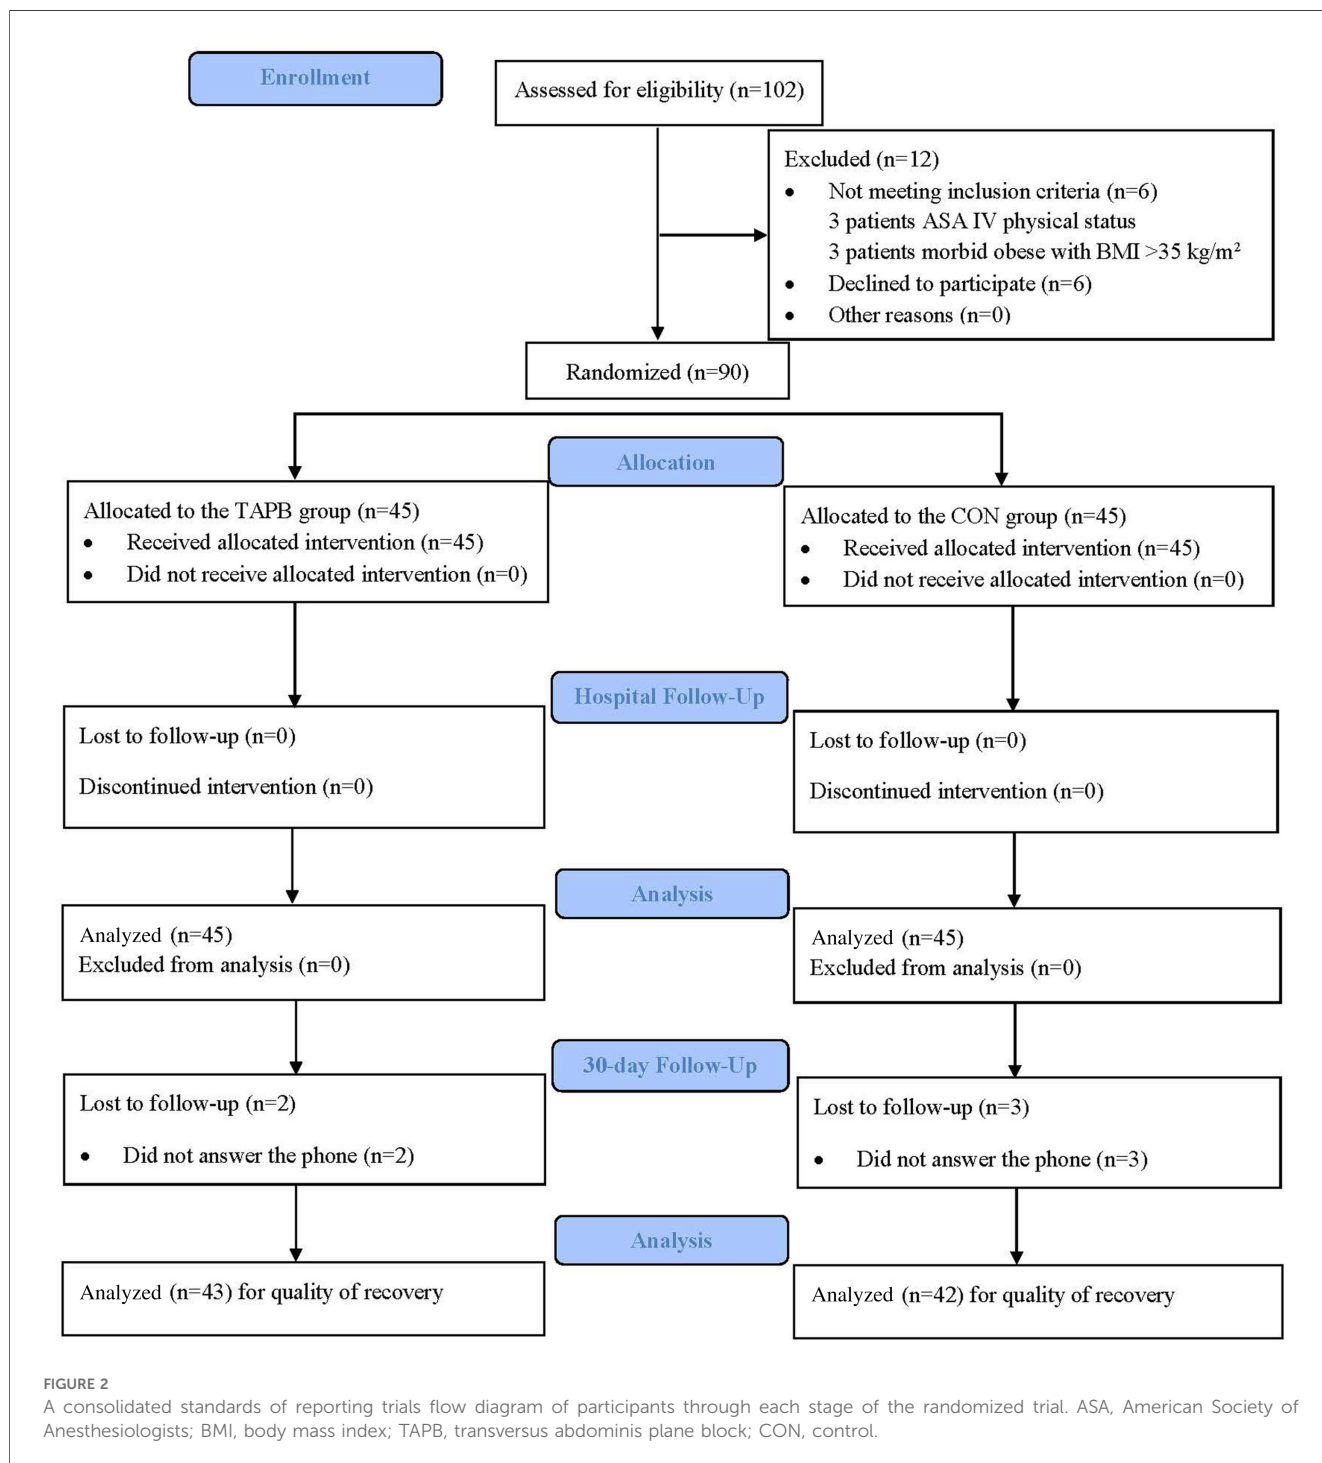 Enrollment
Assessed for eligibility (n=102)
Excluded (n=12)
• Not meeting inclusion criteria (n=6)
3 patients ASA IV physical status
3 patients morbid obese with BMI >35 kg/m²
• Declined to participate (n=6)
• Other reasons (n=0)
Randomized (n=90)
Allocation
Allocated to the TAPB group (n=45)
• Received allocated intervention (n=45)
• Did not receive allocated intervention (n=0)
Allocated to the CON group (n=45)
• Received allocated intervention (n=45)
• Did not receive allocated intervention (n=0)
Hospital Follow-Up
Lost to follow-up (n=0)
Discontinued intervention (n=0)
Lost to follow-up (n=0)
Discontinued intervention (n=0)
Analysis
Analyzed (n=45)
Excluded from analysis (n=0)
Analyzed (n=45)
Excluded from analysis (n=0)
30-day Follow-Up
Lost to follow-up (n=2)
• Did not answer the phone (n=2)
Lost to follow-up (n=3)
• Did not answer the phone (n=3)
Analysis
Analyzed (n=43) for quality of recovery
Analyzed (n=42) for quality of recovery
FIGURE 2
A consolidated standards of reporting trials flow diagram of participants through each stage of the randomized trial. ASA, American Society of
Anesthesiologists; BMI, body mass index; TAPB, transversus abdominis plane block; CON, control.